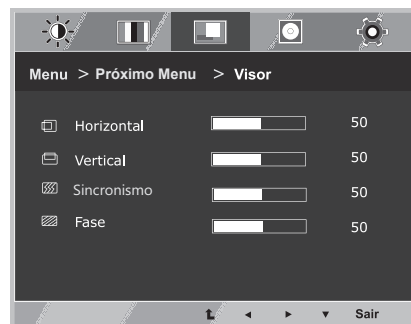 Menu > Próximo Menu > Visor
Horizontal 50
Vertical 50
Sincronismo 50
Fase 50
Sair